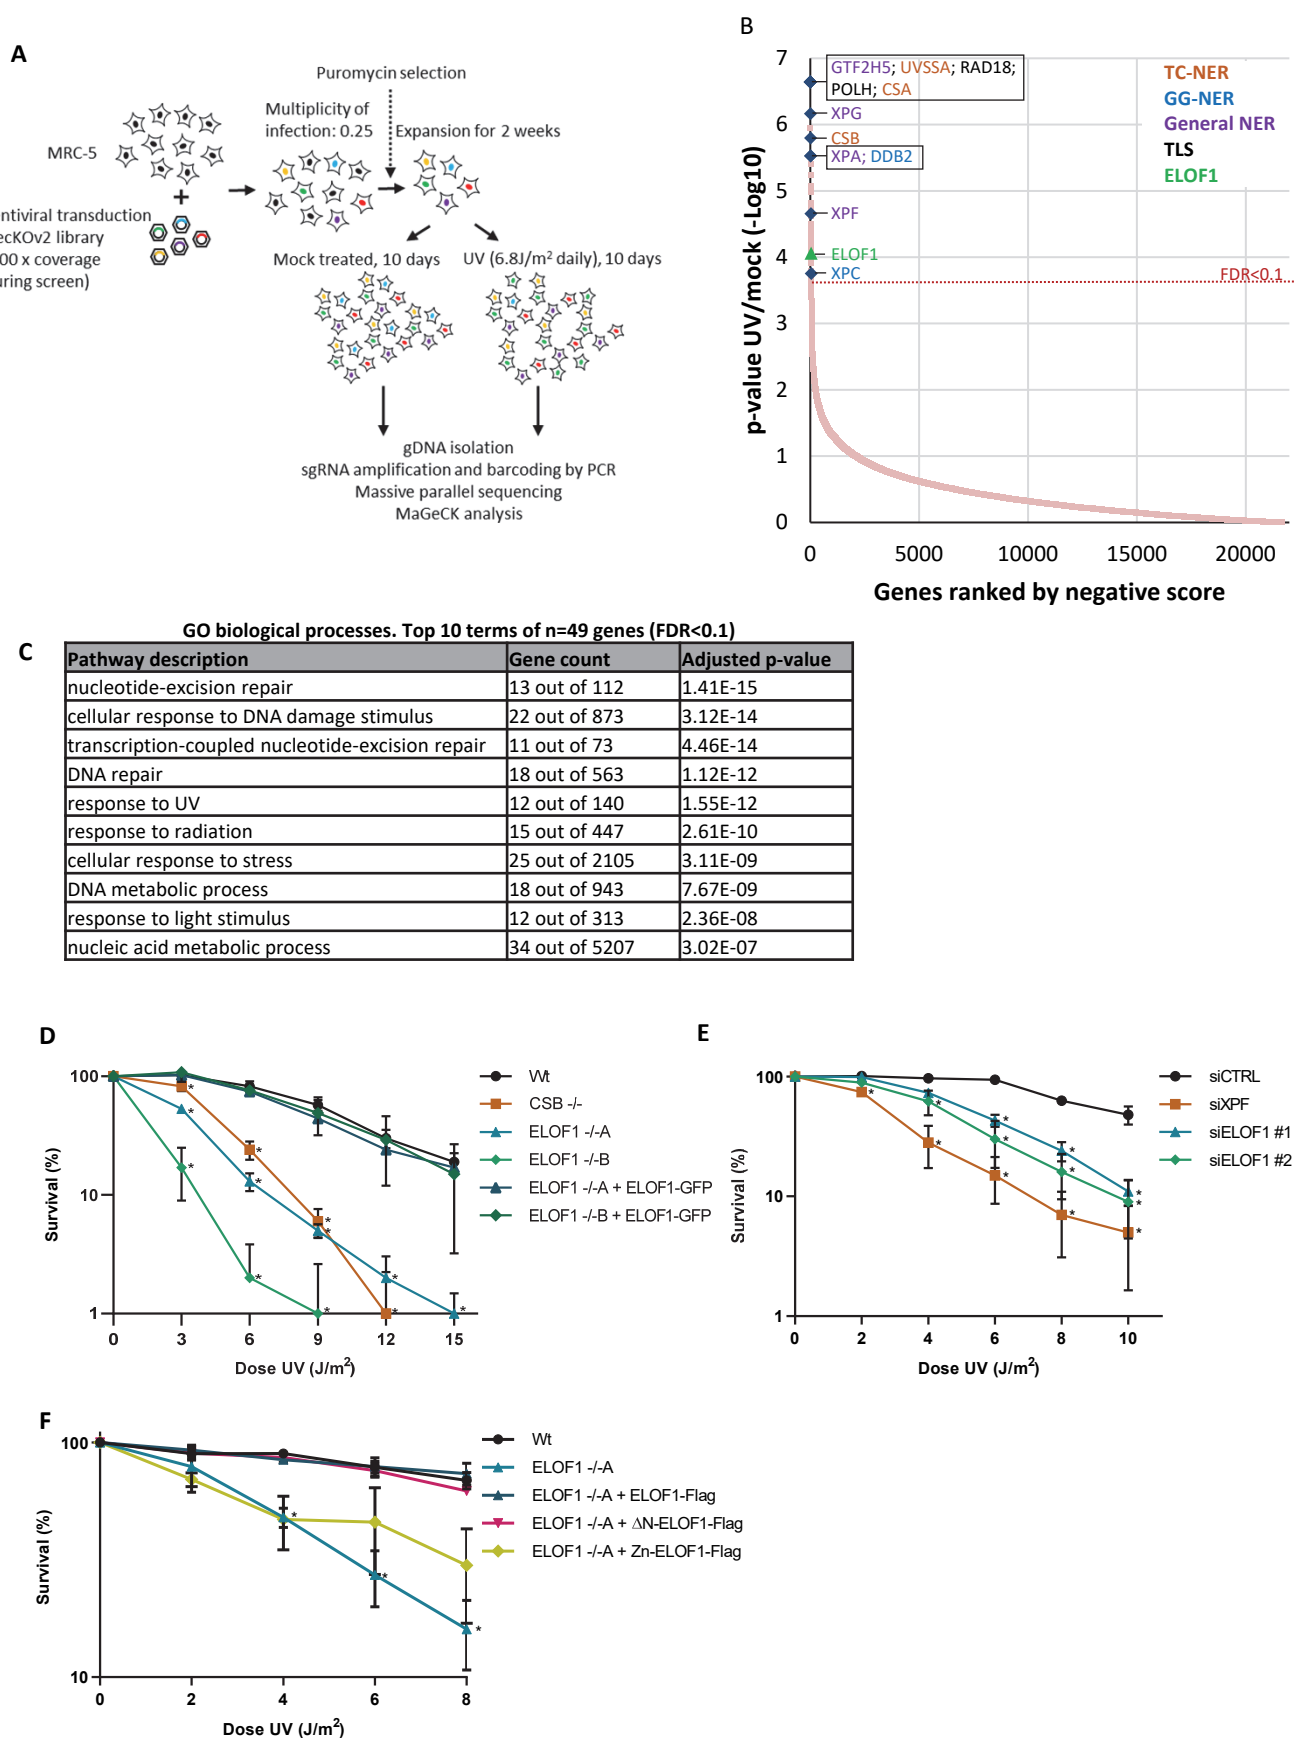 A
Puromycin selection
Multiplicity of
infection: 0.25
Expansion for 2 weeks
MRC-5
+
entiviral transduction
ecKOv2 library
00 x coverage
uring screen)
Mock treated, 10 days
UV (6.8J/m² daily), 10 days
gDNA isolation
sgRNA amplification and barcoding by PCR
Massive parallel sequencing
MaGeCK analysis
B
p-value UV/mock (-Log10)
7
6
5
4
3
2
1
0
GTF2H5; UVSSA; RAD18;
POLH; CSA
XPG
CSB
XPA; DDB2
XPF
ELOF1
XPC
TC-NER
GG-NER
General NER
TLS
ELOF1
FDR<0.1
0 5000 10000 15000 20000
Genes ranked by negative score
C
GO biological processes. Top 10 terms of n=49 genes (FDR<0.1)
Pathway description Gene count Adjusted p-value
nucleotide-excision repair 13 out of 112 1.41E-15
cellular response to DNA damage stimulus 22 out of 873 3.12E-14
transcription-coupled nucleotide-excision repair 11 out of 73 4.46E-14
DNA repair 18 out of 563 1.12E-12
response to UV 12 out of 140 1.55E-12
response to radiation 15 out of 447 2.61E-10
cellular response to stress 25 out of 2105 3.11E-09
DNA metabolic process 18 out of 943 7.67E-09
response to light stimulus 12 out of 313 2.36E-08
nucleic acid metabolic process 34 out of 5207 3.02E-07
D
Survival (%)
100
10
1
0 3 6 9 12 15
Dose UV (J/m²)
Wt
CSB -/-
ELOF1 -/-A
ELOF1 -/-B
ELOF1 -/-A + ELOF1-GFP
ELOF1 -/-B + ELOF1-GFP
E
Survival (%)
100
10
1
0 2 4 6 8 10
Dose UV (J/m²)
siCTRL
siXPF
siELOF1 #1
siELOF1 #2
F
Survival (%)
100
10
0 2 4 6 8
Dose UV (J/m²)
Wt
ELOF1 -/-A
ELOF1 -/-A + ELOF1-Flag
ELOF1 -/-A + ΔN-ELOF1-Flag
ELOF1 -/-A + Zn-ELOF1-Flag